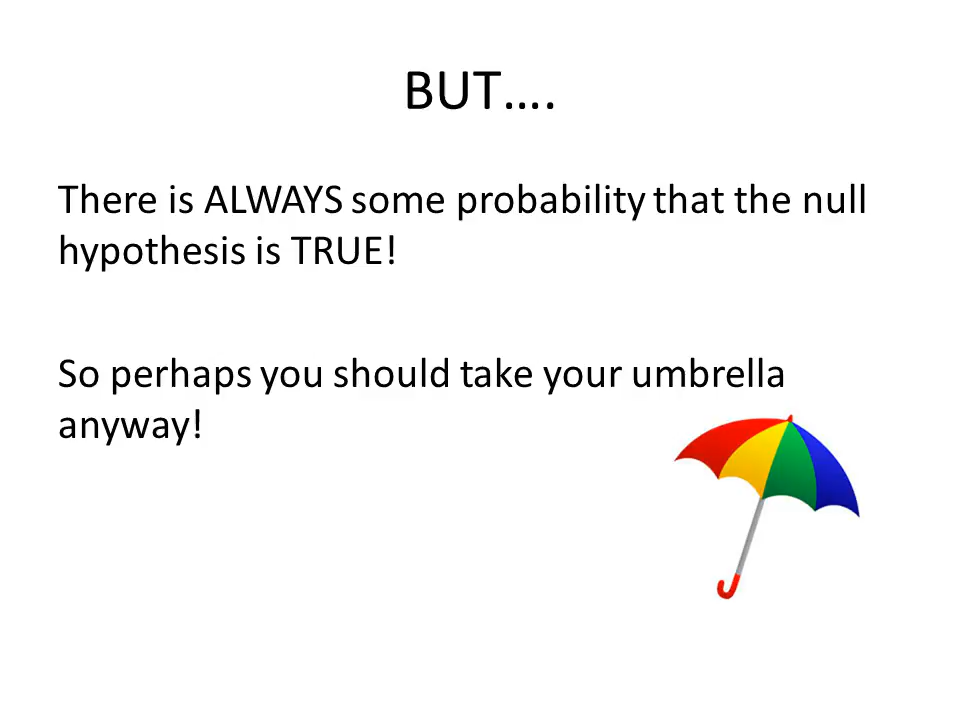 BUT....
There is ALWAYS some probability that the null
hypothesis is TRUE!
So perhaps you should take your umbrella
anyway!